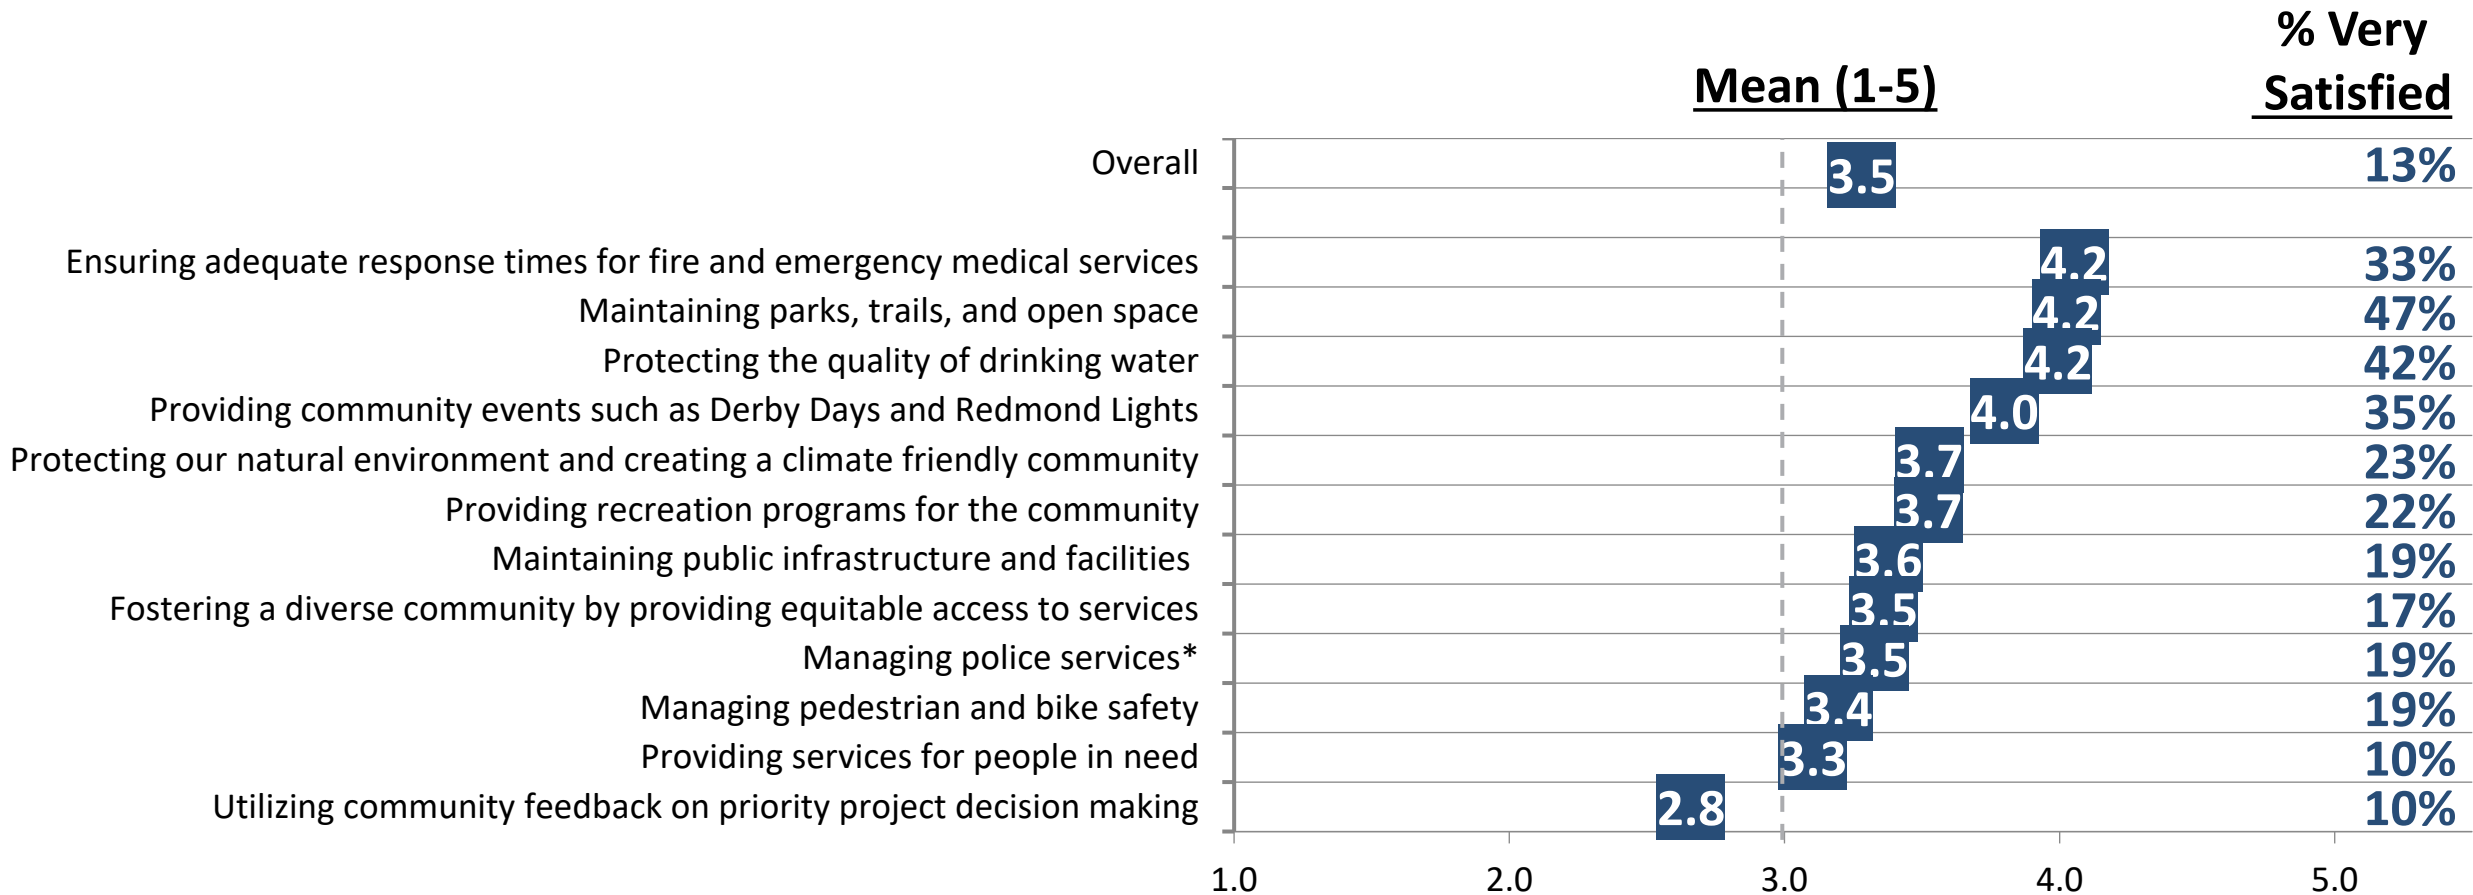 % Very
Mean (1-5) Satisfied
Overall 3.5 13%
Ensuring adequate response times for fire and emergency medical services 4.2 33%
Maintaining parks, trails, and open space 4.2 47%
Protecting the quality of drinking water 4.2 42%
Providing community events such as Derby Days and Redmond Lights 4.0 35%
Protecting our natural environment and creating a climate friendly community 3.7 23%
Providing recreation programs for the community 3.7 22%
Maintaining public infrastructure and facilities 3.6 19%
Fostering a diverse community by providing equitable access to services 3.5 17%
Managing police services* 3.5 19%
Managing pedestrian and bike safety 3.4 19%
Providing services for people in need 3.3 10%
Utilizing community feedback on priority project decision making 2.8 10%
1.0 2.0 3.0 4.0 5.0